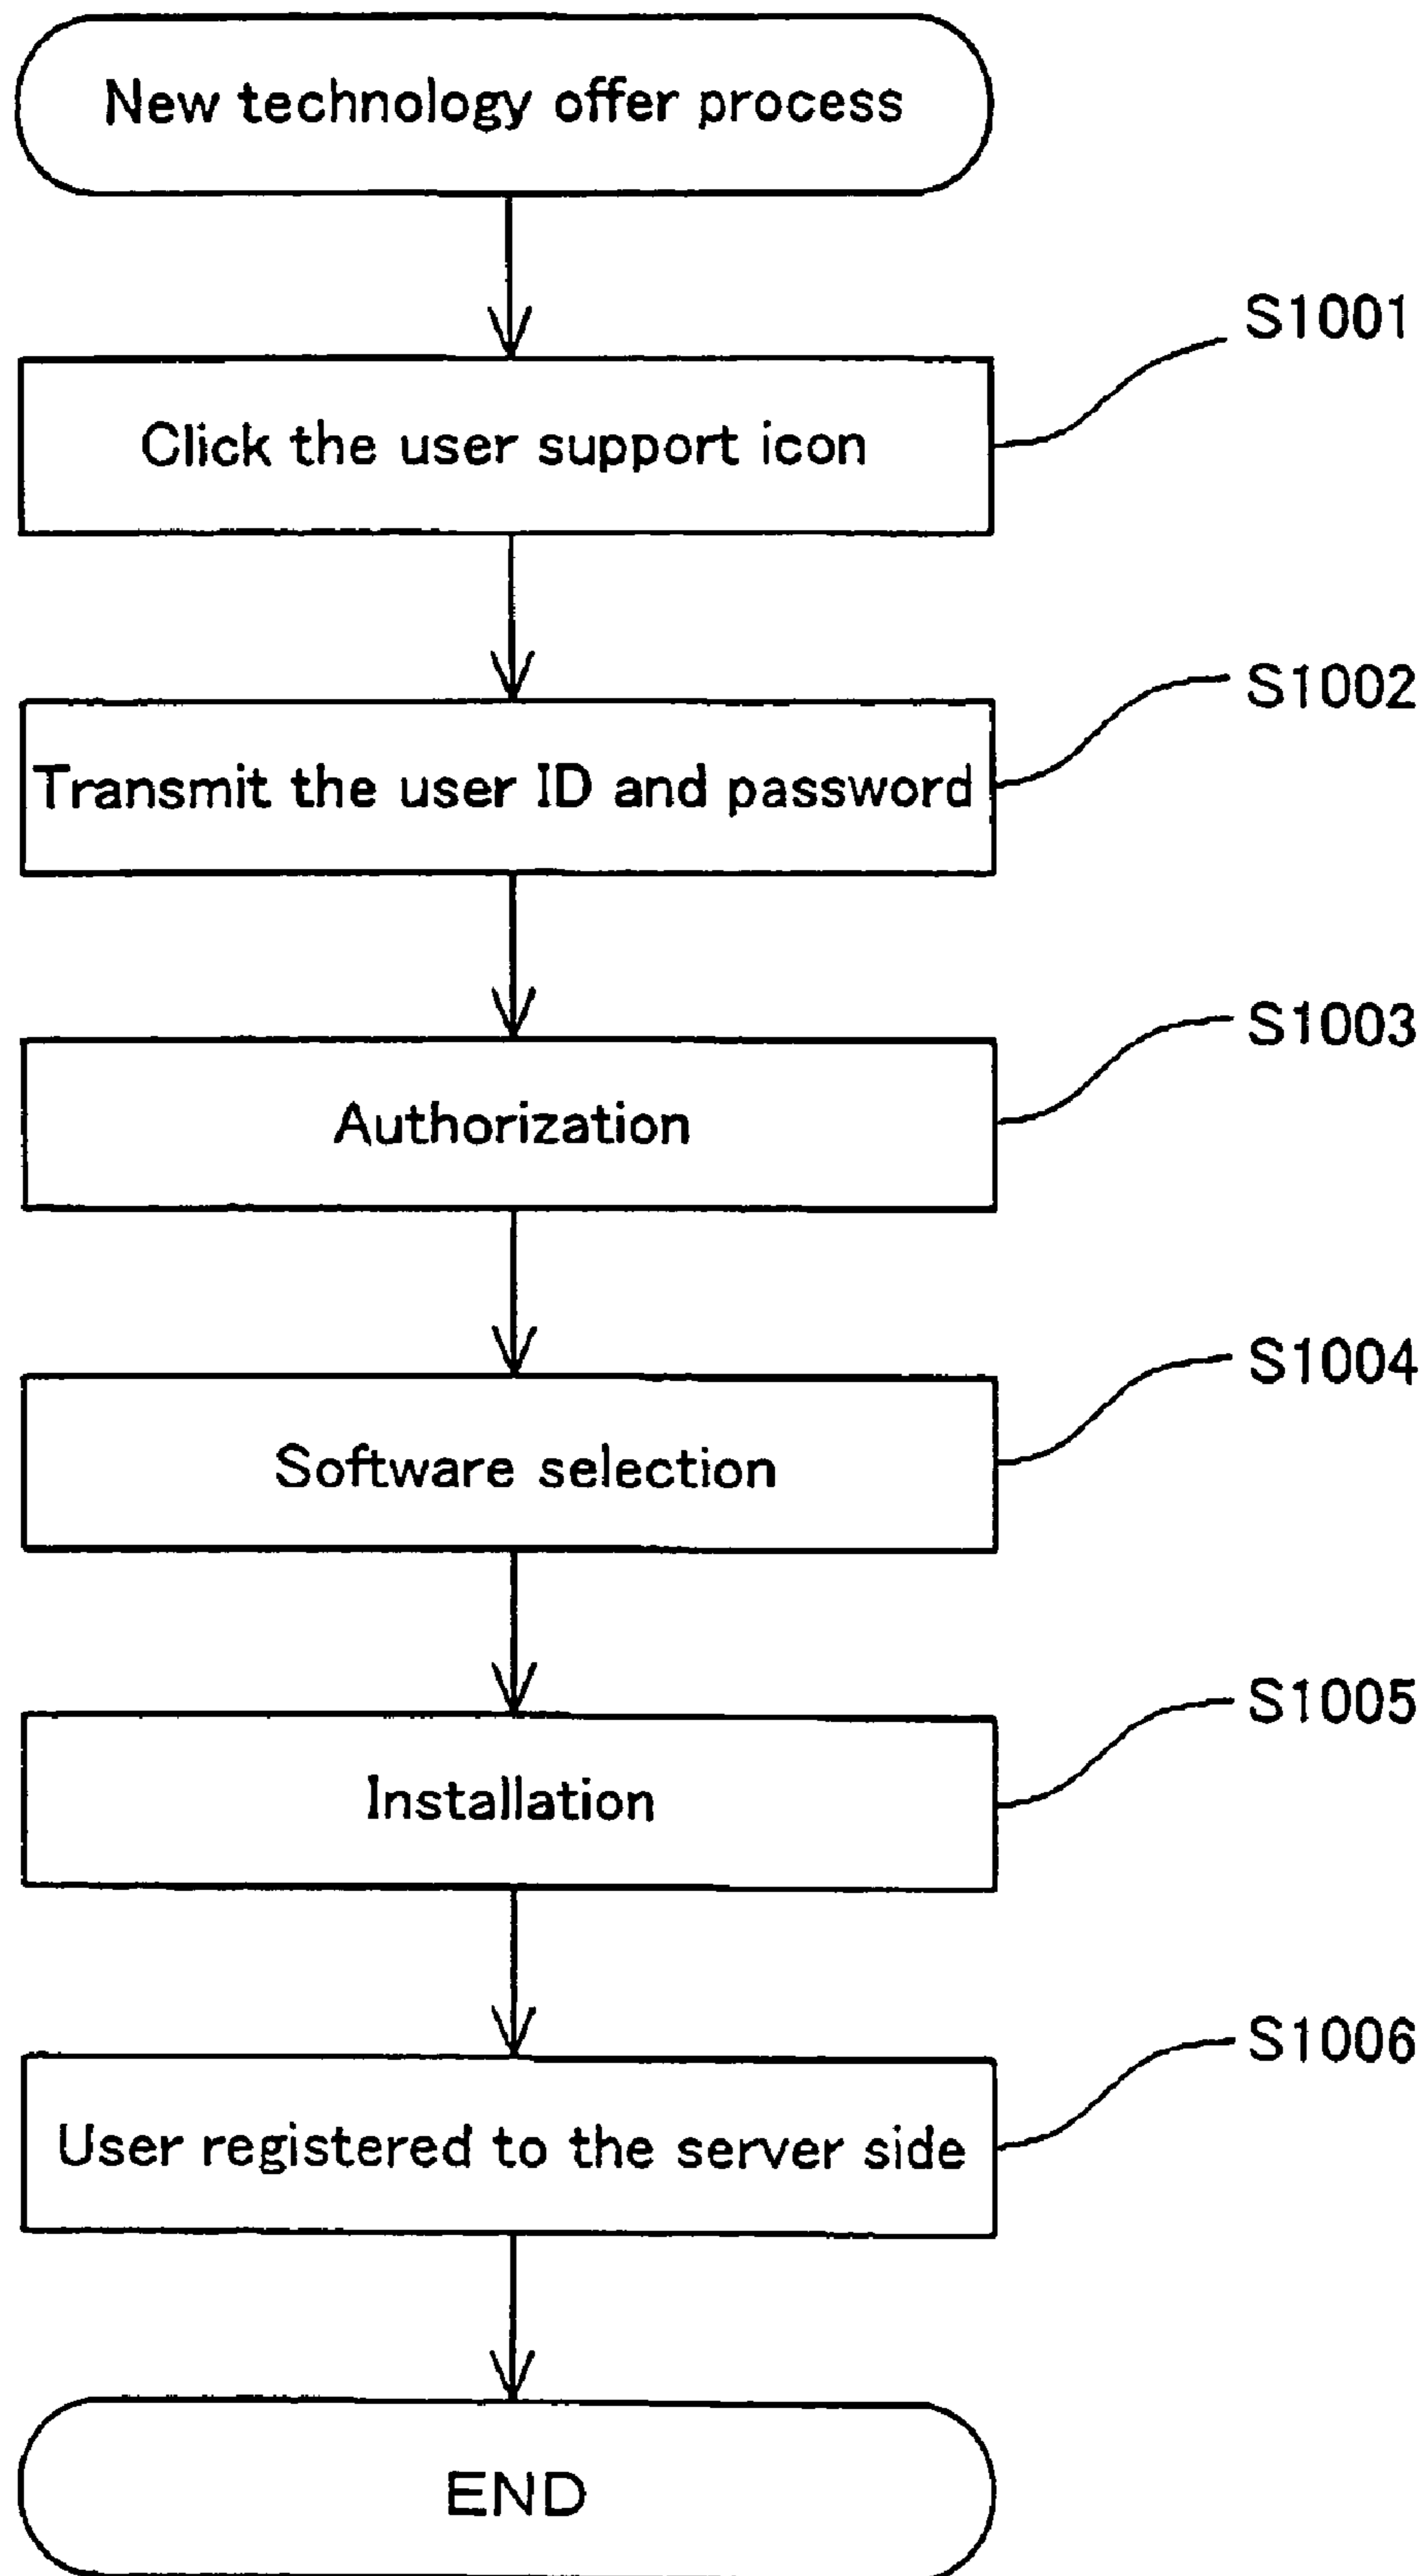 New technology offer process
S1001
Click the user support icon
S1002
Transmit the user ID and password
S1003
Authorization
S1004
Software selection
S1005
Installation
S1006
User registered to the server side
END